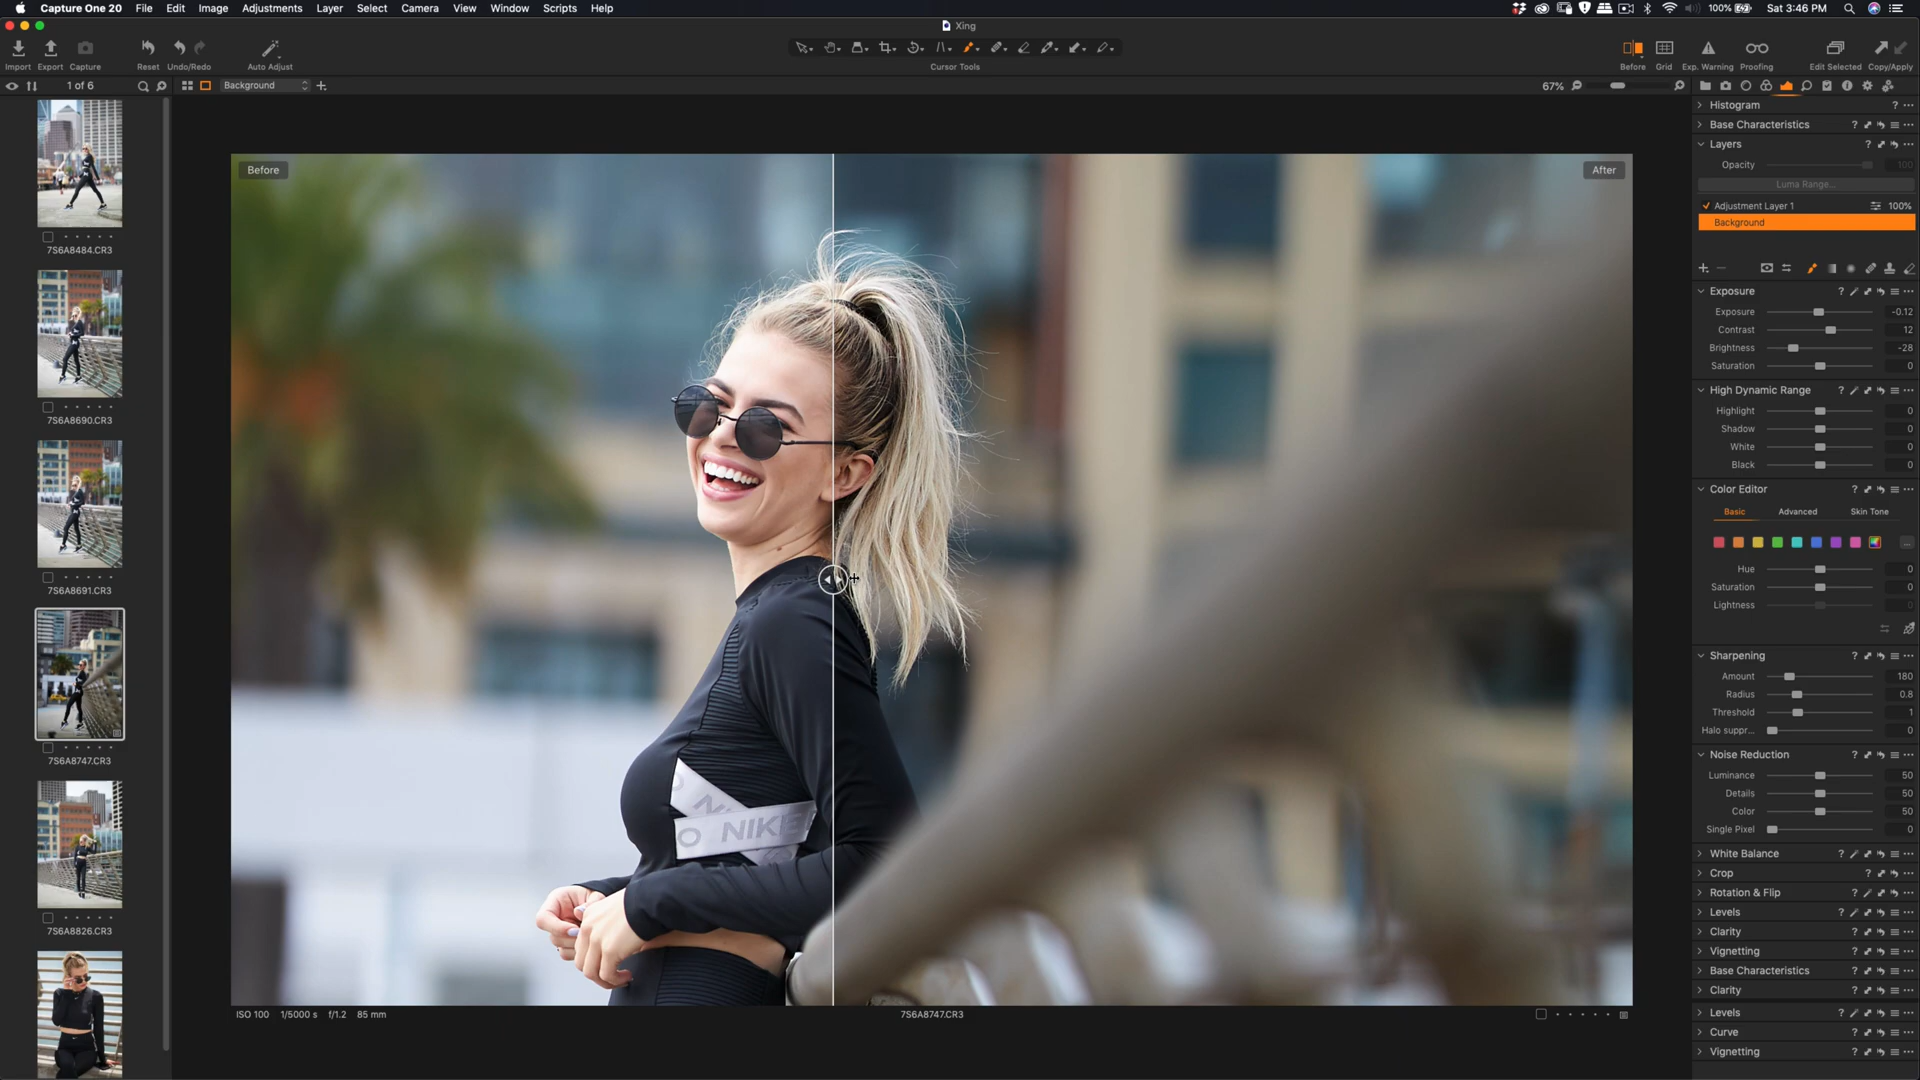 Capture One 20 File Edit Image Adjustments Layer Select Camera View Window Scripts Help 100% Sat 3:46 PM
Xing
Import Export Capture Reset Undo/Redo Auto Adjust Cursor Tools Before Grid Exp. Warning Proofing Edit Selected Copy/Apply
1 of 6 Background 67%
7S6A8484.CR3
7S6A8690.CR3
7S6A8691.CR3
7S6A8747.CR3
7S6A8826.CR3
Before
After
NIKE
O NIKE
ISO 100 1/5000 s f/1.2 85 mm 7S6A8747.CR3
Histogram ?
Base Characteristics ?
Layers ?
Opacity 100
Luma Range...
Adjustment Layer 1 100%
Background
Exposure ?
Exposure -0.12
Contrast 12
Brightness -28
Saturation 0
High Dynamic Range ?
Highlight 0
Shadow 0
White 0
Black 0
Color Editor ?
Basic Advanced Skin Tone
...
Hue 0
Saturation 0
Lightness 0
Sharpening ?
Amount 180
Radius 0.8
Threshold 1
Halo suppr... 0
Noise Reduction ?
Luminance 50
Details 50
Color 50
Single Pixel 0
White Balance ?
Crop ?
Rotation & Flip ?
Levels ?
Clarity ?
Vignetting ?
Base Characteristics ?
Clarity ?
Levels ?
Curve ?
Vignetting ?